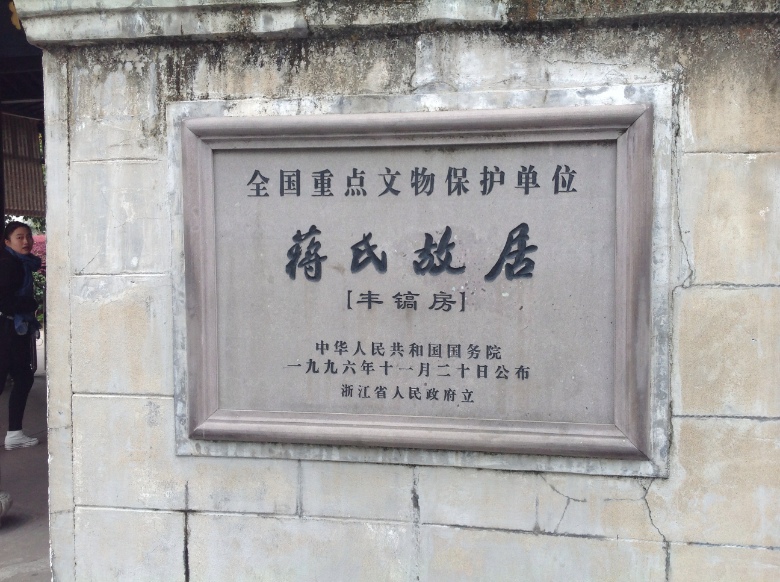 全国重点文物保护单位
蒋氏故居
[丰镐房]
中华人民共和国国务院
一九九六年十一月二十日公布
浙江省人民政府立